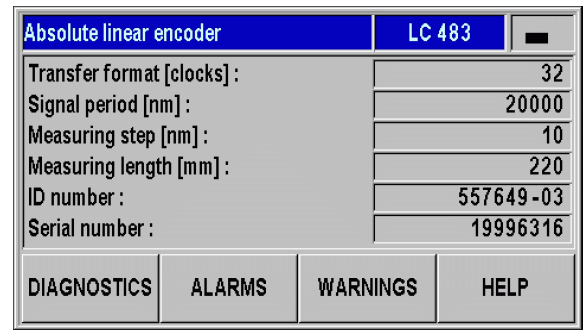 Absolute linear encoder LC 483
Transfer format [clocks] : 32
Signal period [nm] : 20000
Measuring step [nm] : 10
Measuring length [mm] : 220
ID number : 557649-03
Serial number : 19996316
DIAGNOSTICS ALARMS WARNINGS HELP